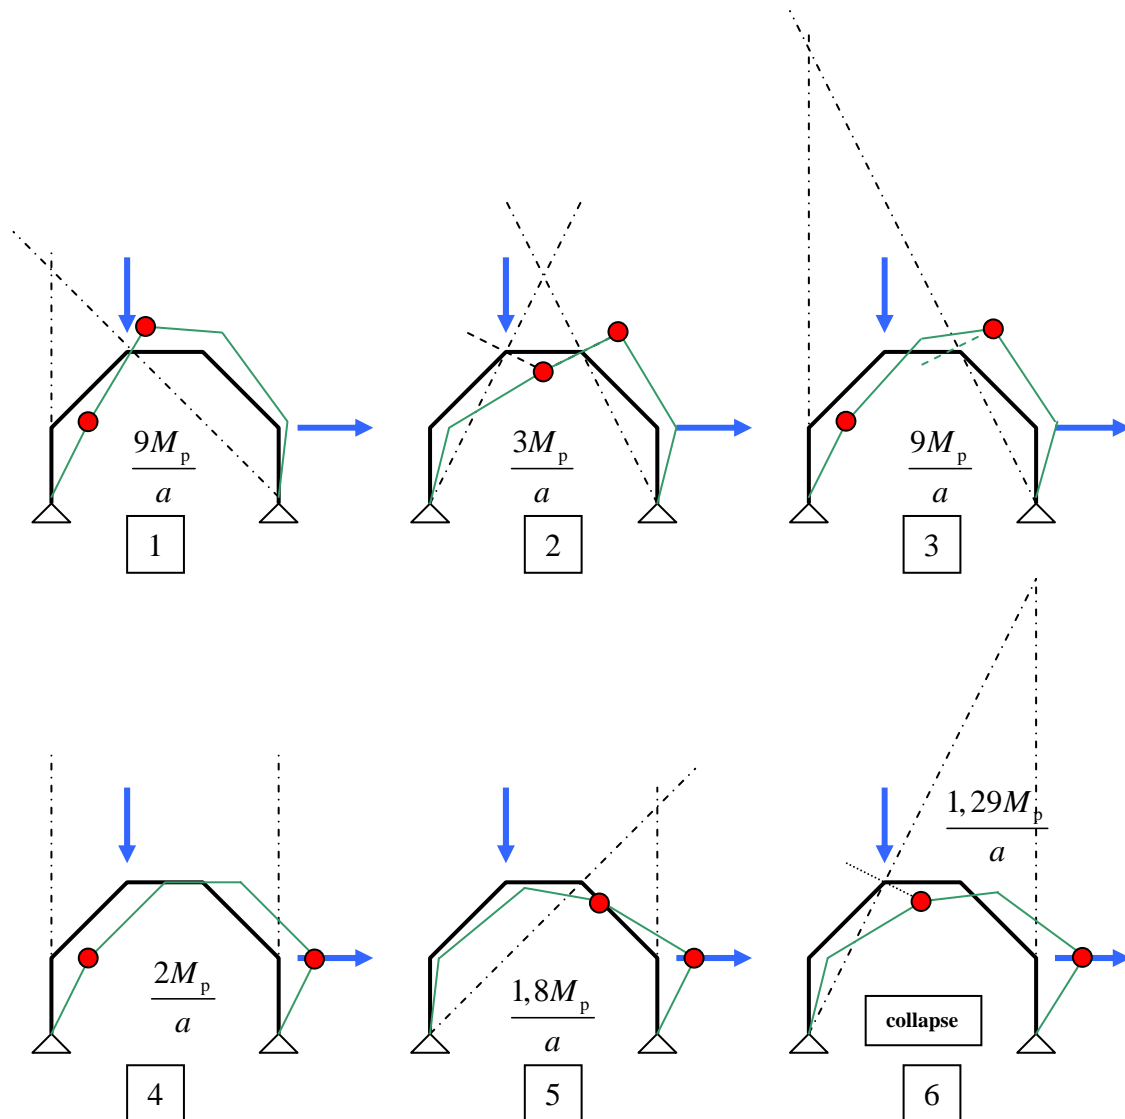 9M_p / a
3M_p / a
9M_p / a
1
2
3
1,29M_p / a
2M_p / a
1,8M_p / a
collapse
4
5
6